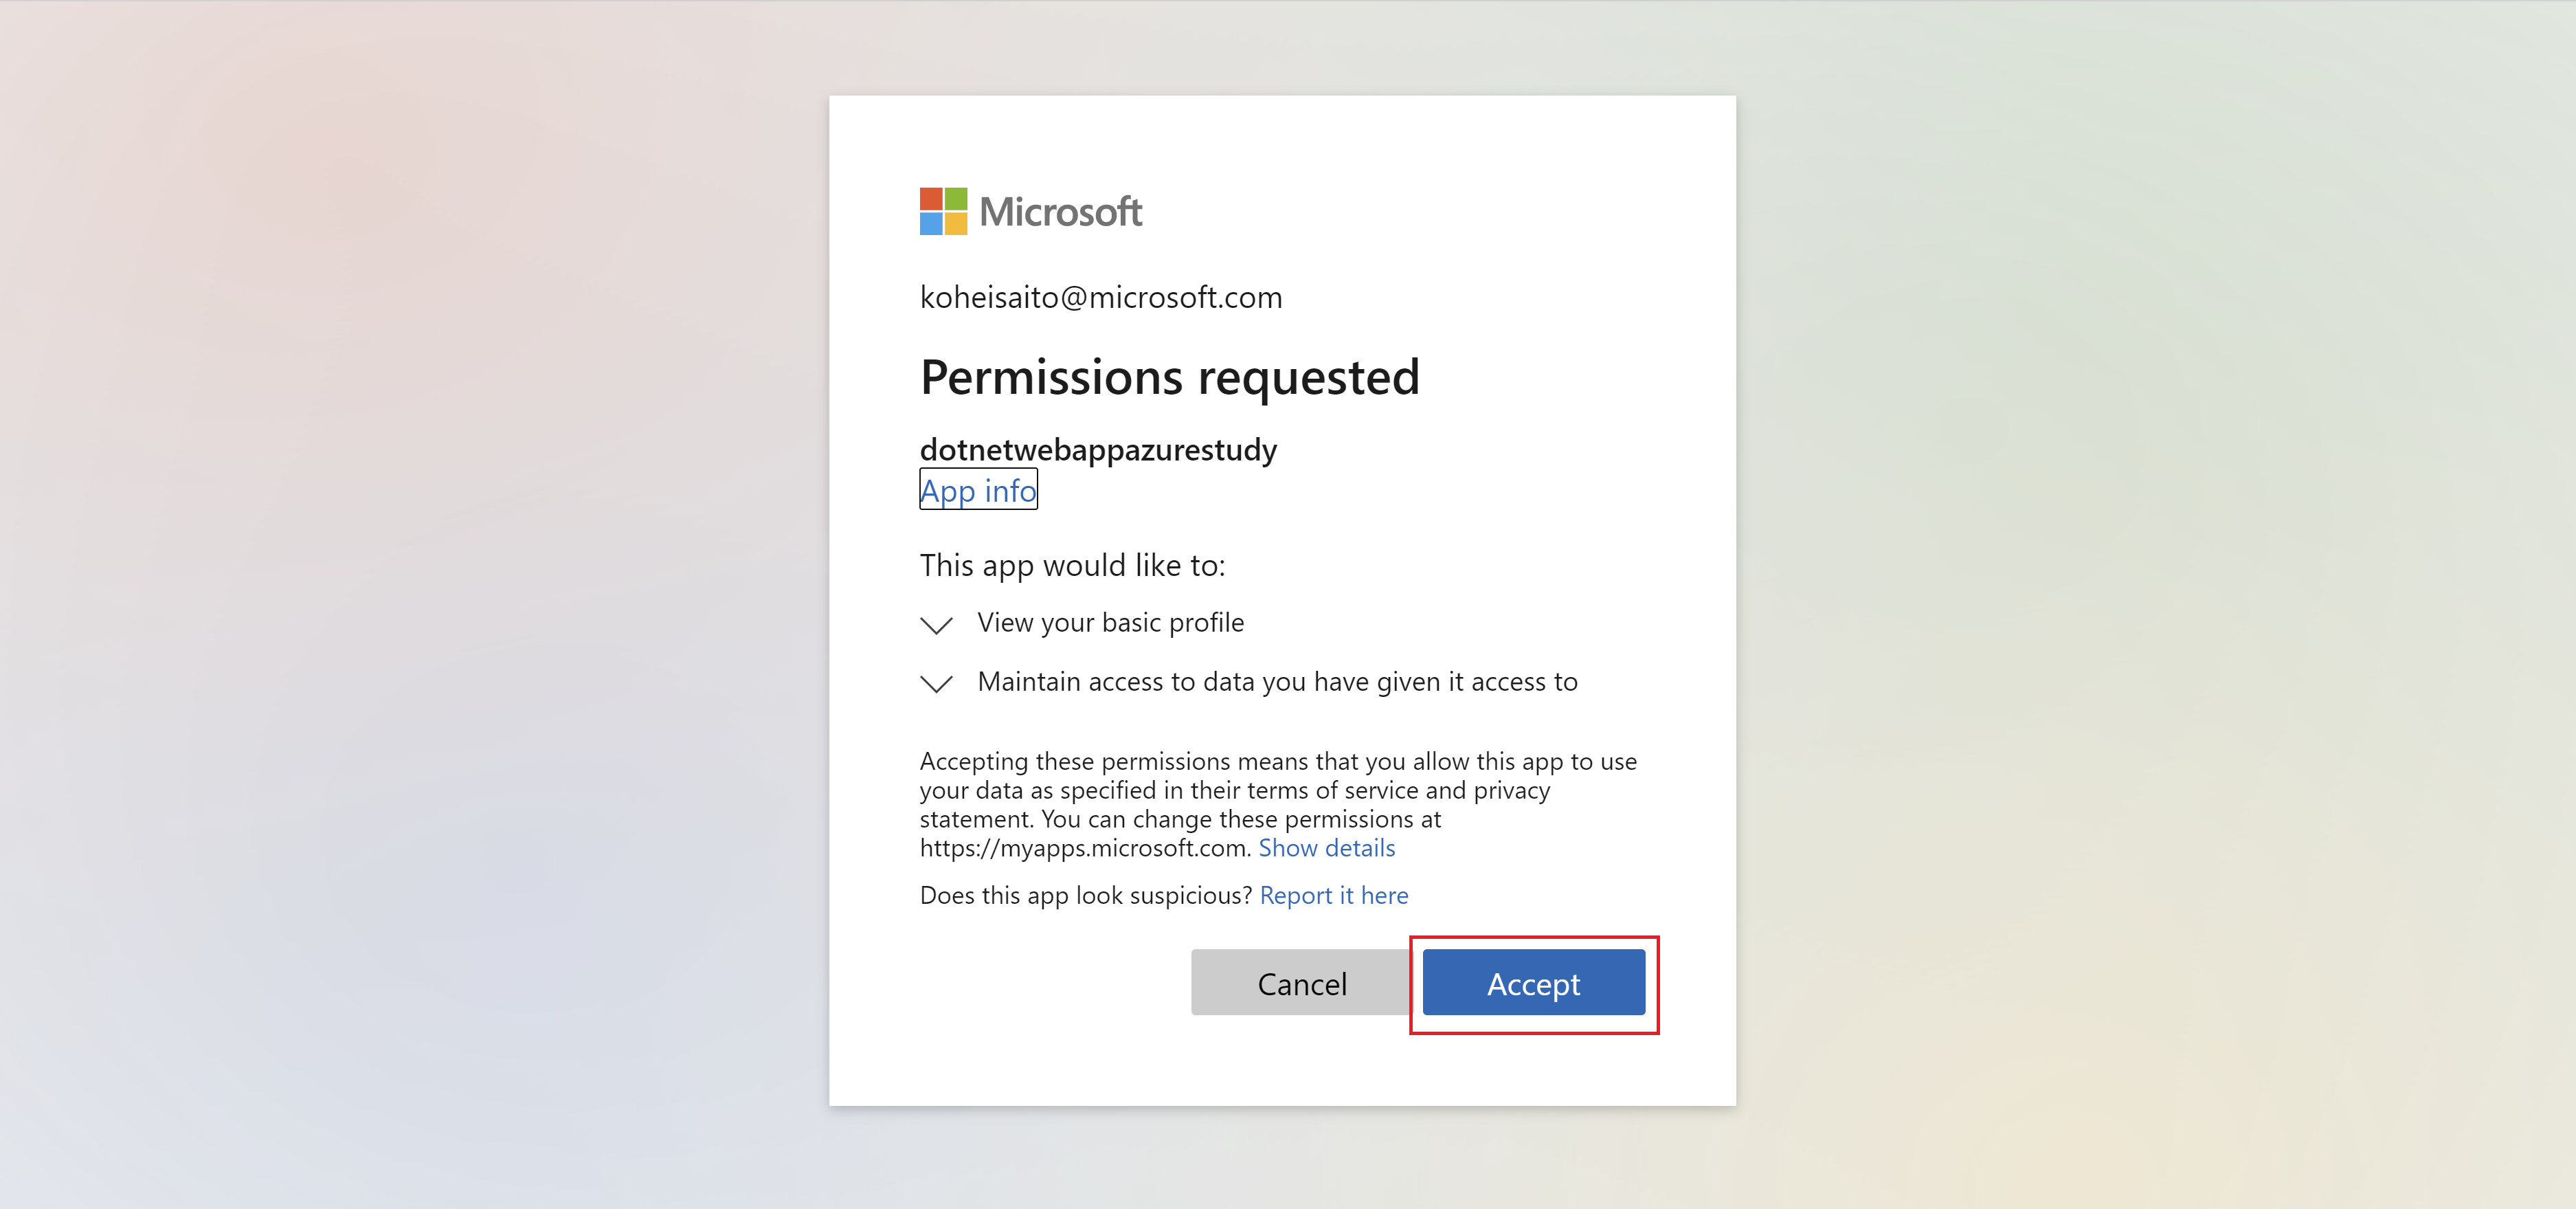 Microsoft
koheisaito@microsoft.com
Permissions requested
dotnetwebappazurestudy
App info
This app would like to:
View your basic profile
Maintain access to data you have given it access to
Accepting these permissions means that you allow this app to use
your data as specified in their terms of service and privacy
statement. You can change these permissions at
https://myapps.microsoft.com. Show details
Does this app look suspicious? Report it here
Cancel
Accept